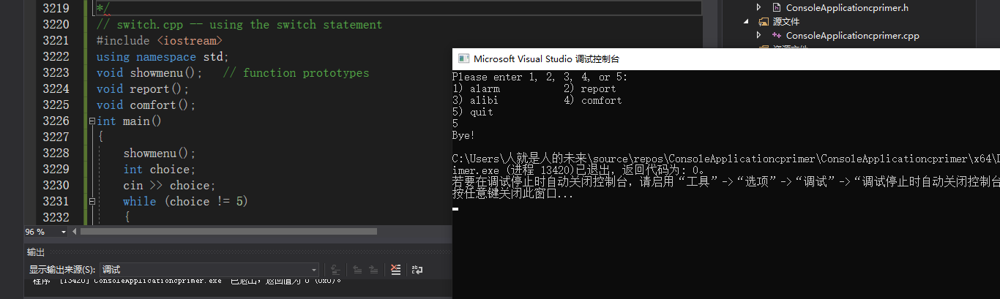 3219 */
3220 // switch.cpp -- using the switch statement
3221 #include <iostream>
3222 using namespace std;
3223 void showmenu();   // function prototypes
3224 void report();
3225 void comfort();
3226 int main()
3227 {
3228 showmenu();
3229 int choice;
3230 cin >> choice;
3231 while (choice != 5)
3232 {
96 %
输出
显示输出来源(S): 调试
程序 "[13420] ConsoleApplicationcprimer.exe" 已退出，返回值为 0 (0x0)。
ConsoleApplicationcprimer.h
源文件
ConsoleApplicationcprimer.cpp
资源文件
Microsoft Visual Studio 调试控制台
Please enter 1, 2, 3, 4, or 5:
1) alarm           2) report
3) alibi           4) comfort
5) quit
5
Bye!
C:\Users\人就是人的未来\source\repos\ConsoleApplicationcprimer\ConsoleApplicationcprimer\x64\D
imer.exe (进程 13420)已退出，返回代码为: 0。
若要在调试停止时自动关闭控制台，请启用“工具”->“选项”->“调试”->“调试停止时自动关闭控制台
按任意键关闭此窗口...